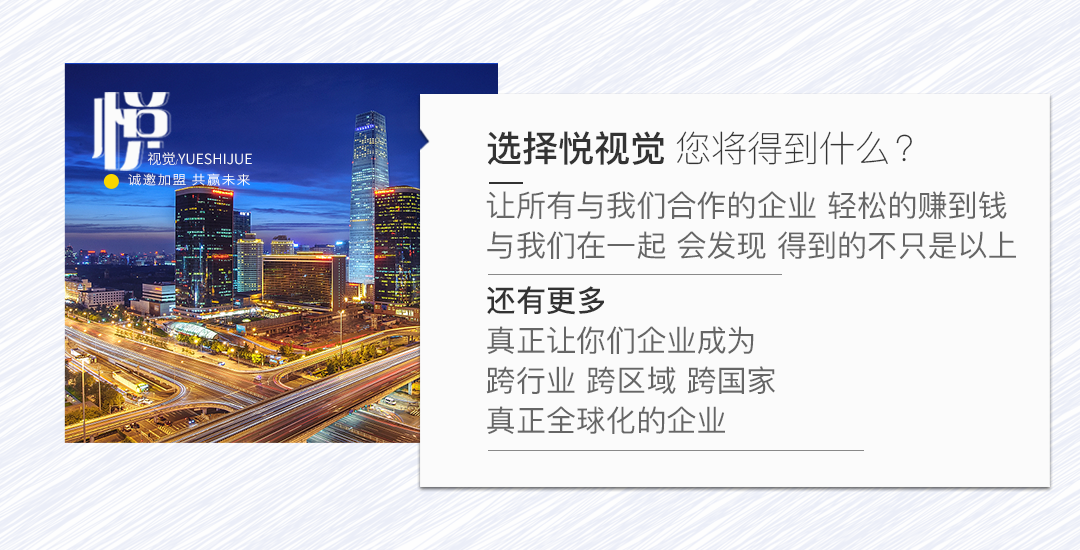 悦
视觉YUESHIJUE
诚邀加盟 共赢未来
选择悦视觉 您将得到什么?
让所有与我们合作的企业 轻松的赚到钱
与我们在一起 会发现 得到的不只是以上
还有更多
真正让你们企业成为
跨行业 跨区域 跨国家
真正全球化的企业